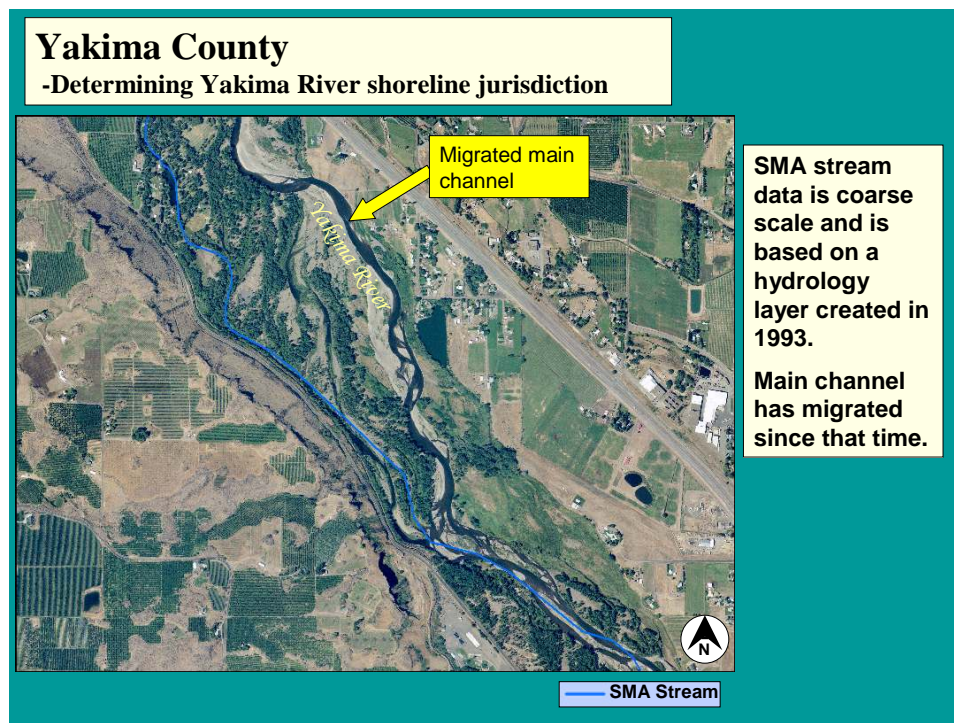 Yakima County
-Determining Yakima River shoreline jurisdiction
Migrated main
channel
Yakima River
SMA stream
data is coarse
scale and is
based on a
hydrology
layer created in
1993.
Main channel
has migrated
since that time.
N
SMA Stream